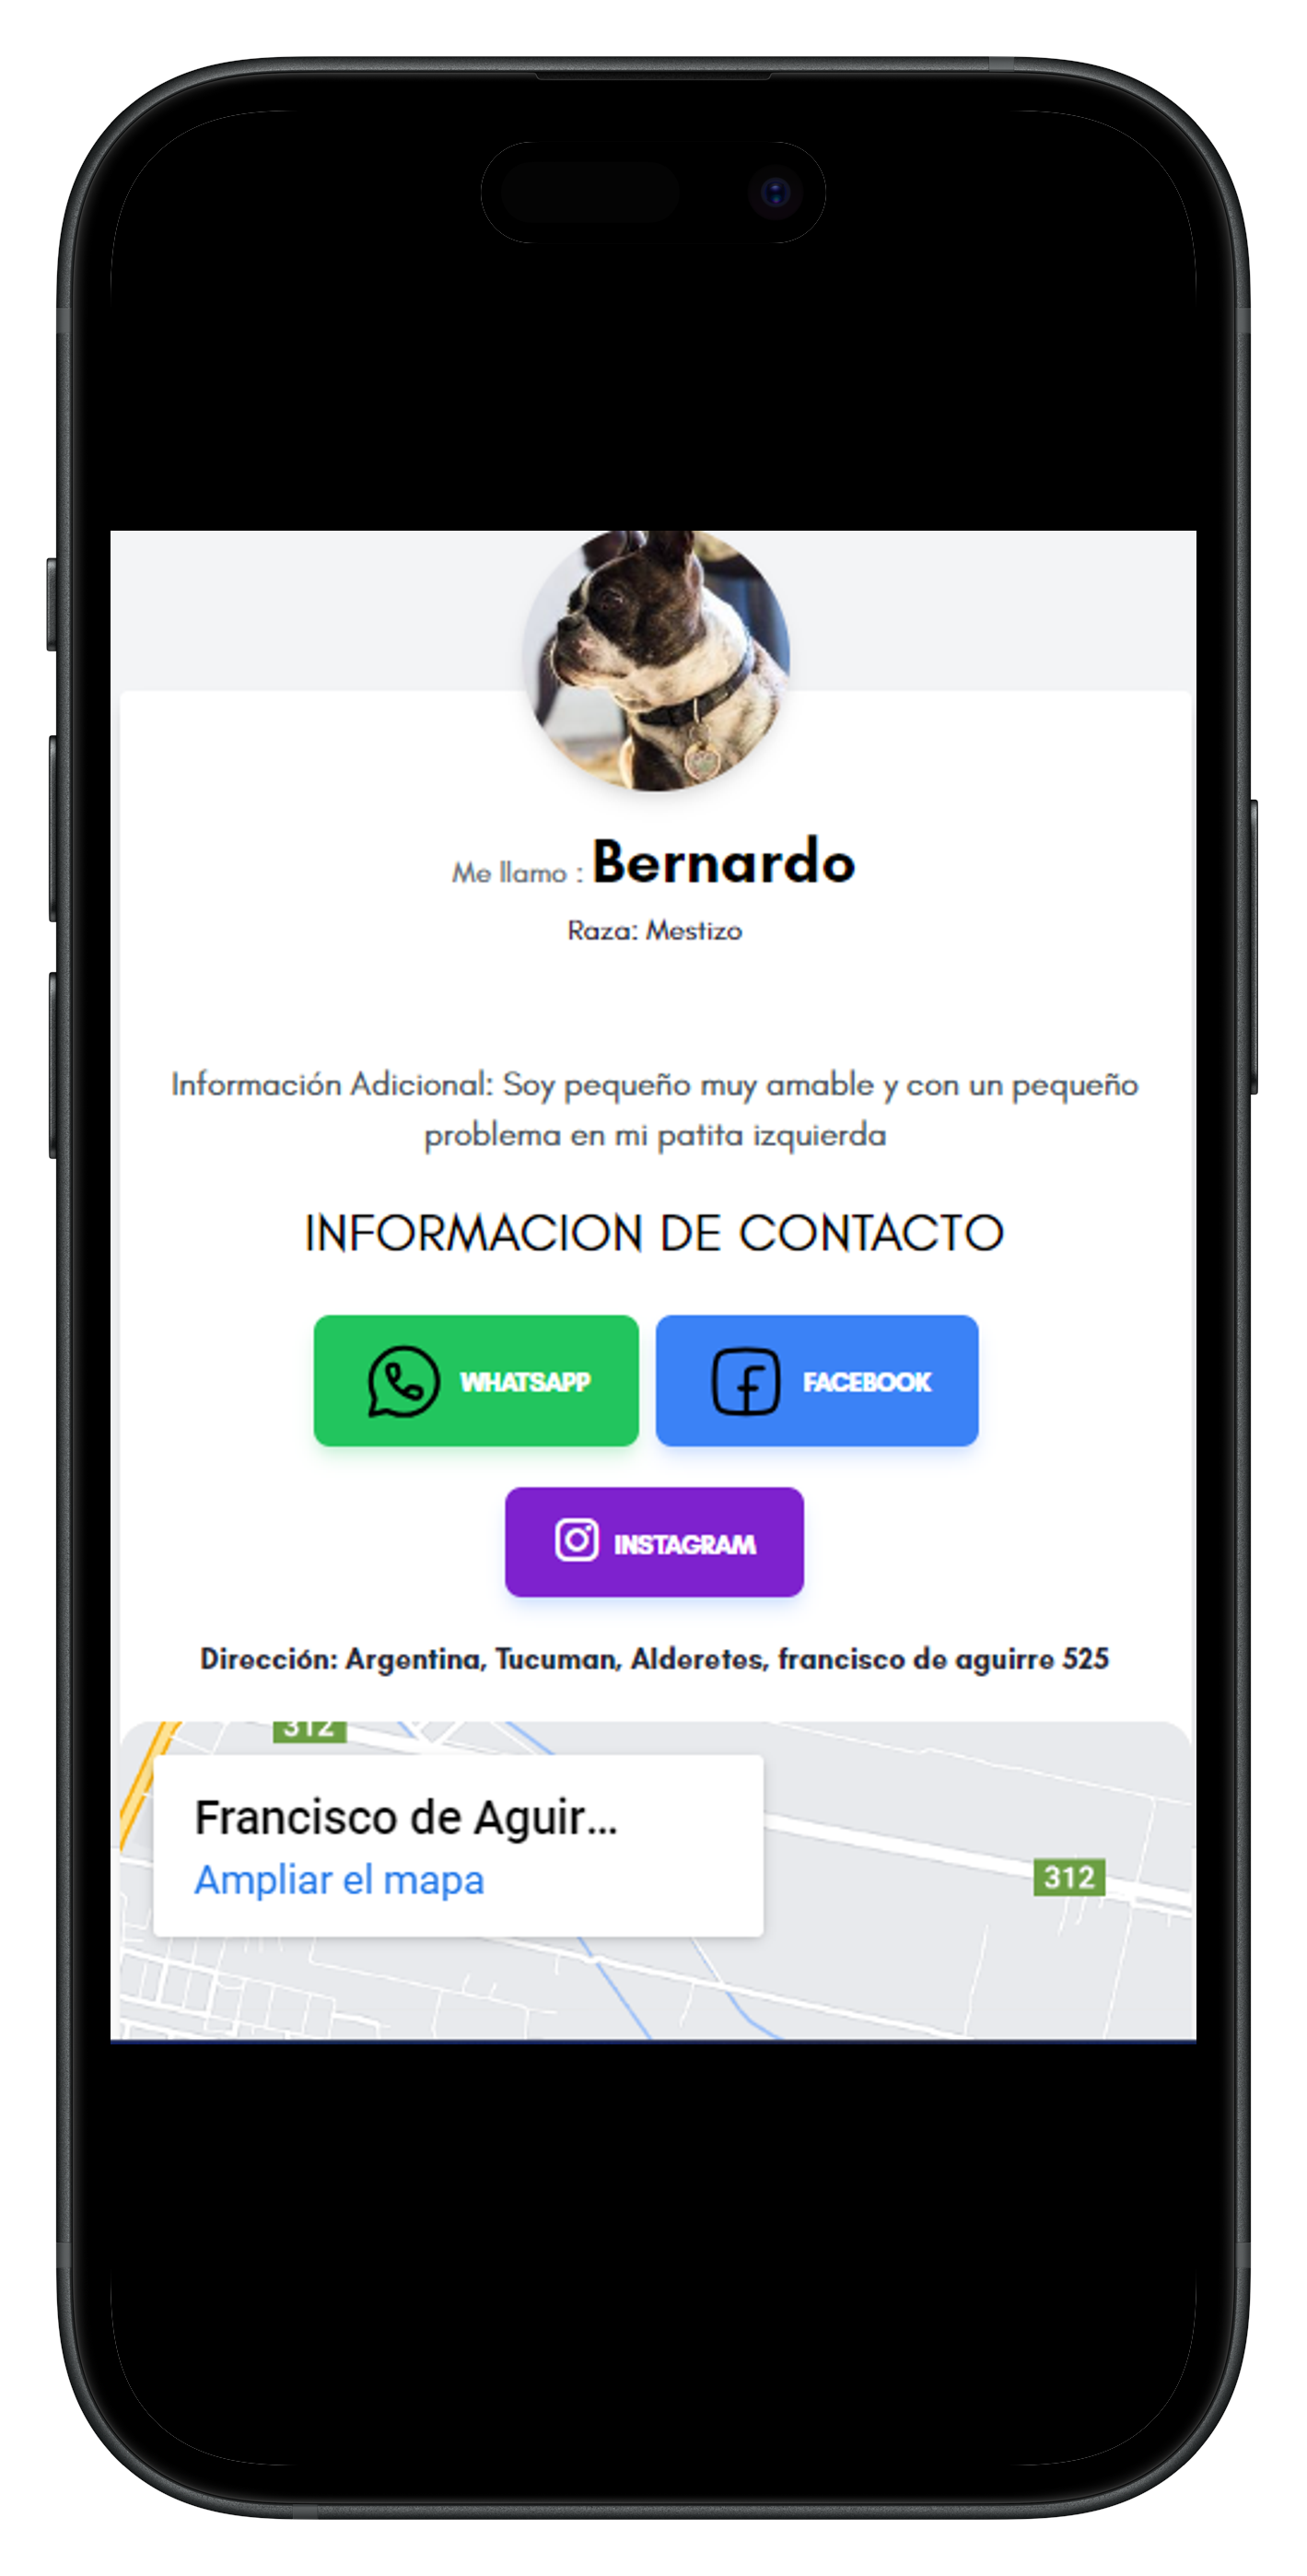 Me llamo : Bernardo
Raza: Mestizo
Información Adicional: Soy pequeño muy amable y con un pequeño
problema en mi patita izquierda
INFORMACION DE CONTACTO
WHATSAPP FACEBOOK
INSTAGRAM
Dirección: Argentina, Tucuman, Alderetes, francisco de aguirre 525
312
Francisco de Aguir...
Ampliar el mapa
312